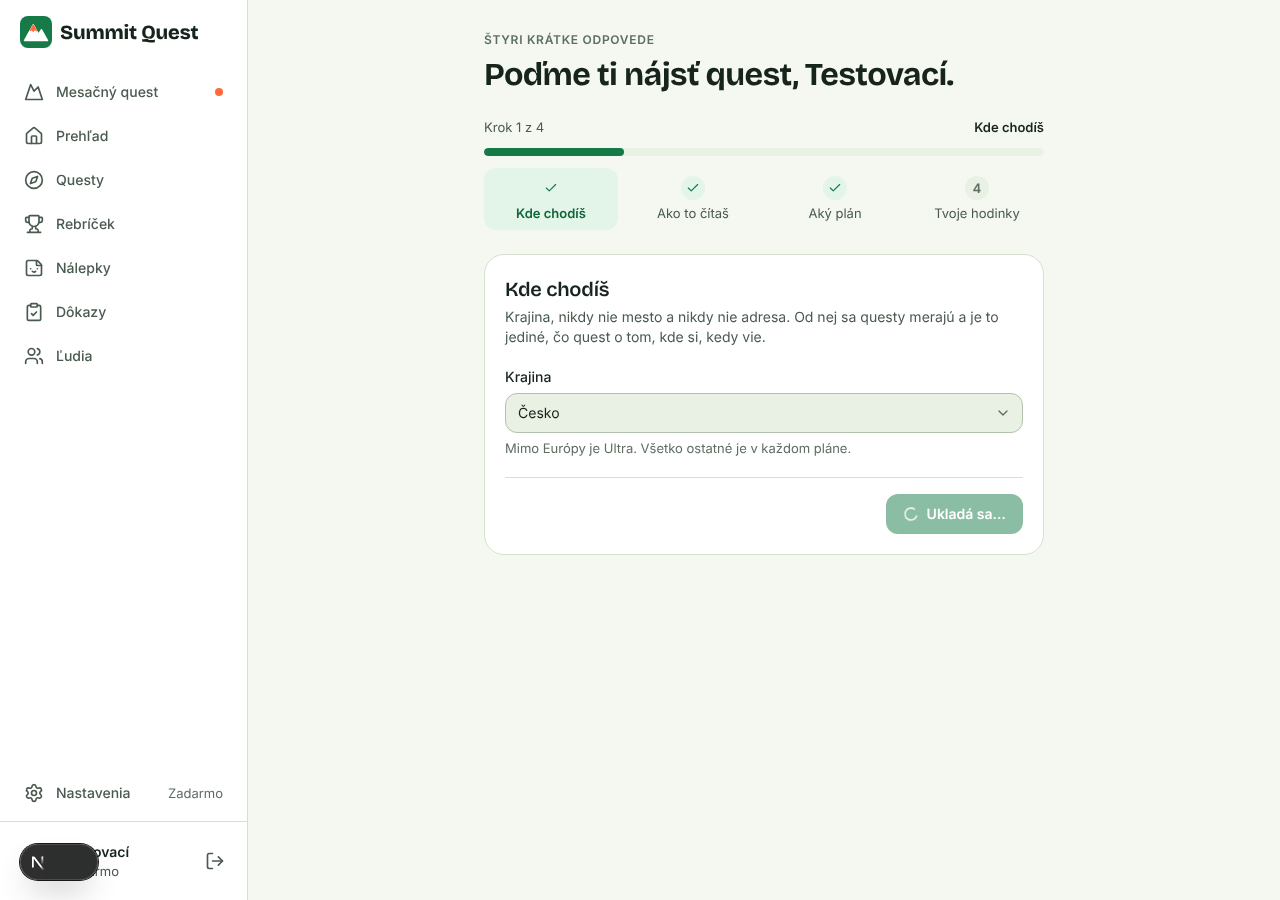 Summit Quest
Mesačný quest
Prehľad
Questy
Rebríček
Nálepky
Dôkazy
Ľudia
Nastavenia
Zadarmo
ŠTYRI KRÁTKE ODPOVEDE
Poďme ti nájsť quest, Testovací.
Krok 1 z 4
Kde chodíš
Kde chodíš
Ako to čítaš
Aký plán
4
Tvoje hodinky
Kde chodíš
Krajina, nikdy nie mesto a nikdy nie adresa. Od nej sa questy merajú a je to
jediné, čo quest o tom, kde si, kedy vie.
Krajina
Česko
Mimo Európy je Ultra. Všetko ostatné je v každom pláne.
Ukladá sa…